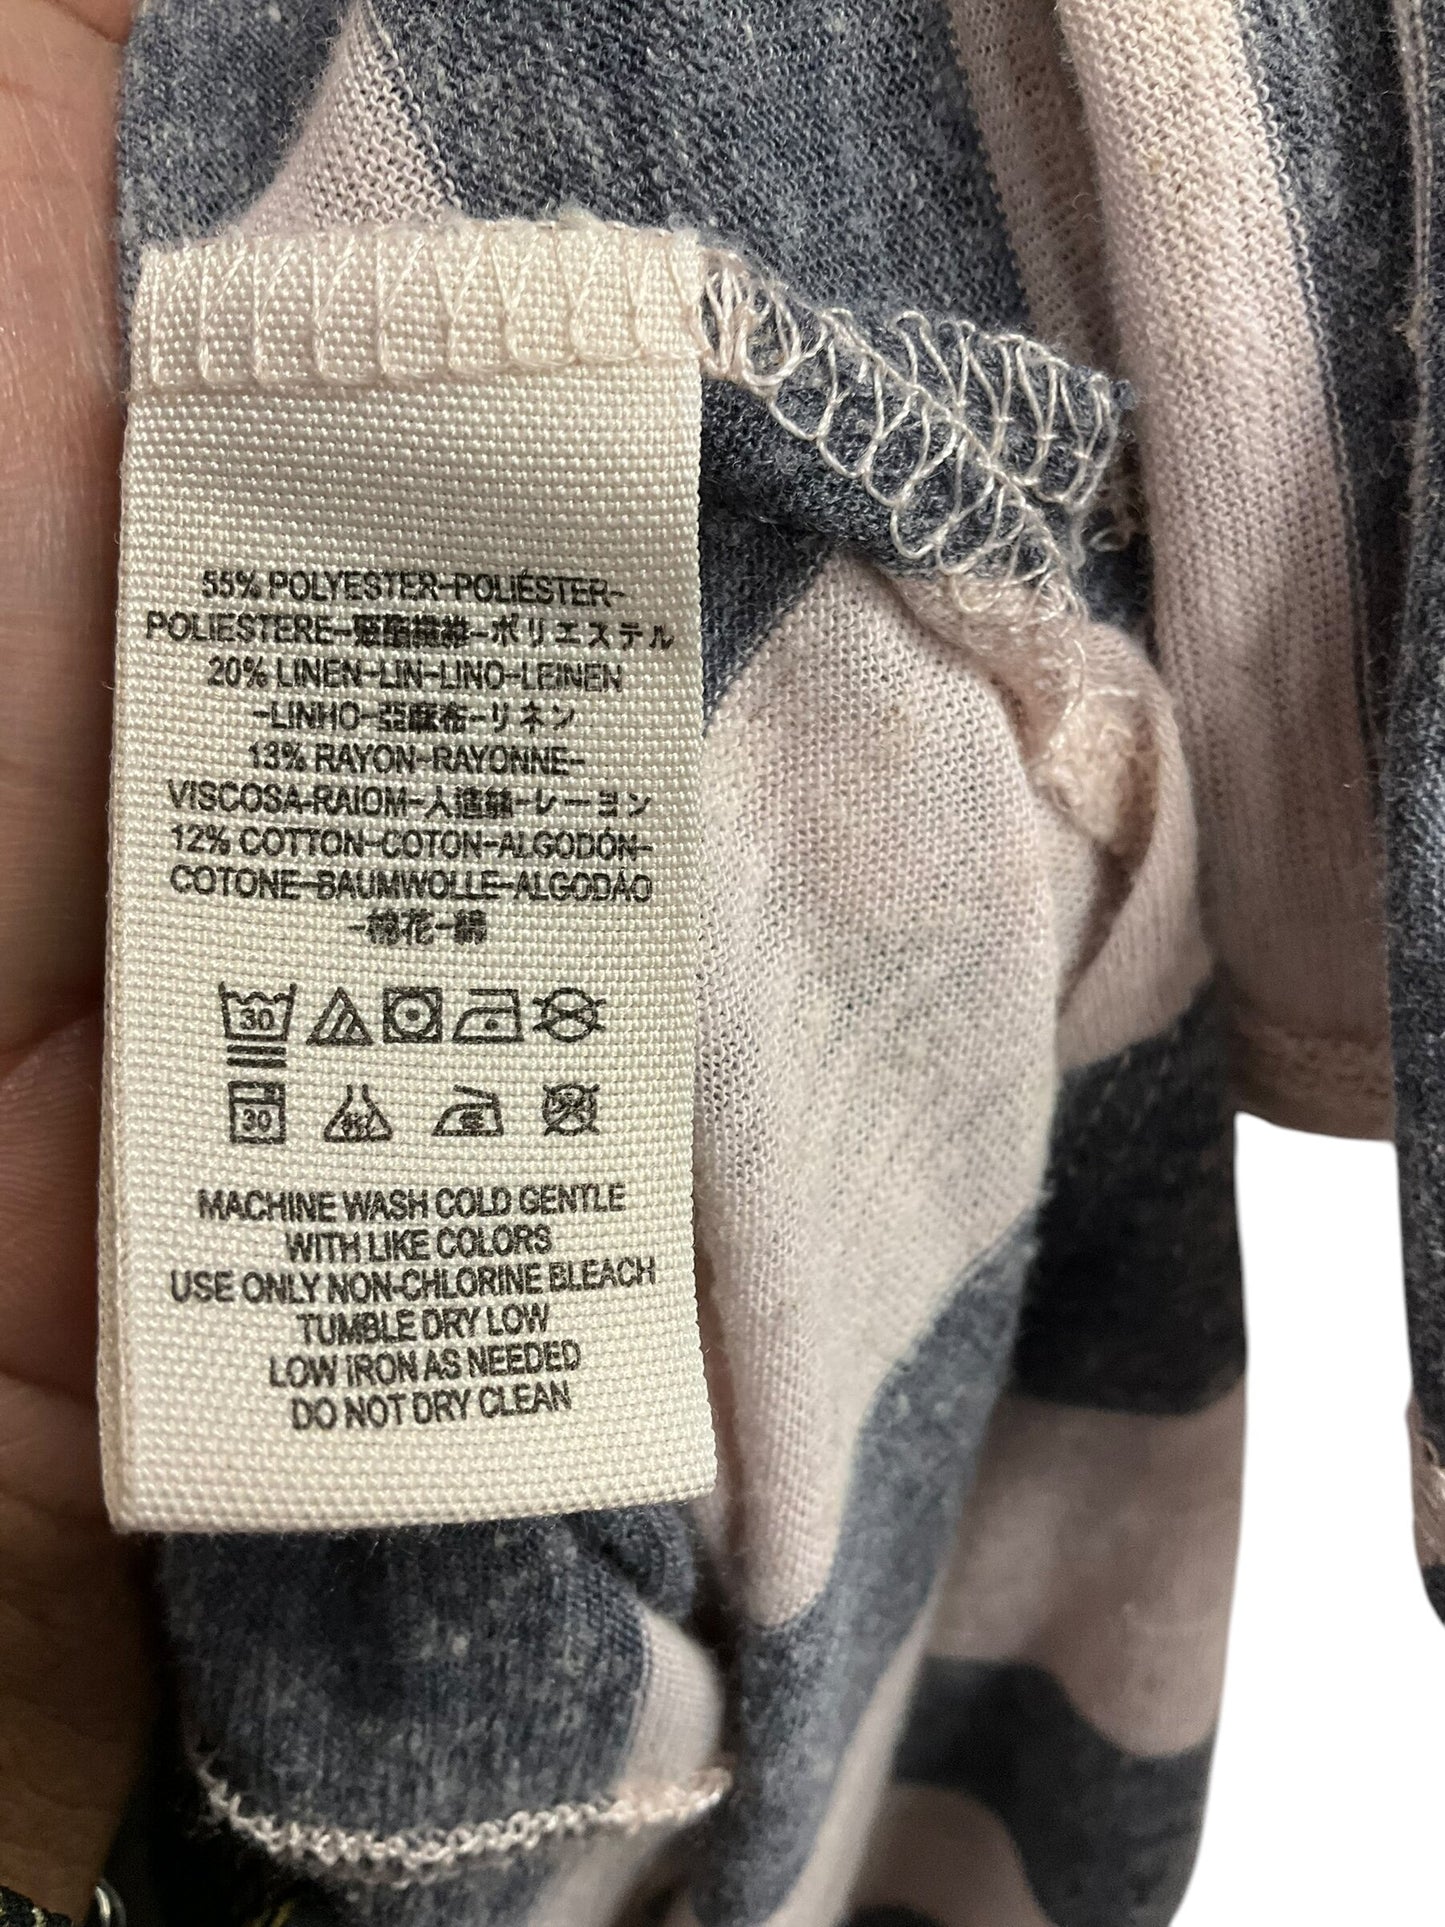 55% POLYESTER-POLIÉSTER-
POLIESTERE-聚酯纖維-ポリエステル
20% LINEN-LIN-LINO-LEINEN
-LINHO-亞麻布-リネン
13% RAYON-RAYONNE-
VISCOSA-RAIOM-人造絲-レーヨン
12% COTTON-COTON-ALGODÓN-
COTONE-BAUMWOLLE-ALGODÃO
-棉花-綿
30
30
MACHINE WASH COLD GENTLE
WITH LIKE COLORS
USE ONLY NON-CHLORINE BLEACH
TUMBLE DRY LOW
LOW IRON AS NEEDED
DO NOT DRY CLEAN